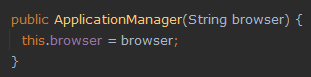 public ApplicationManager(String browser) {
  this.browser = browser;
}